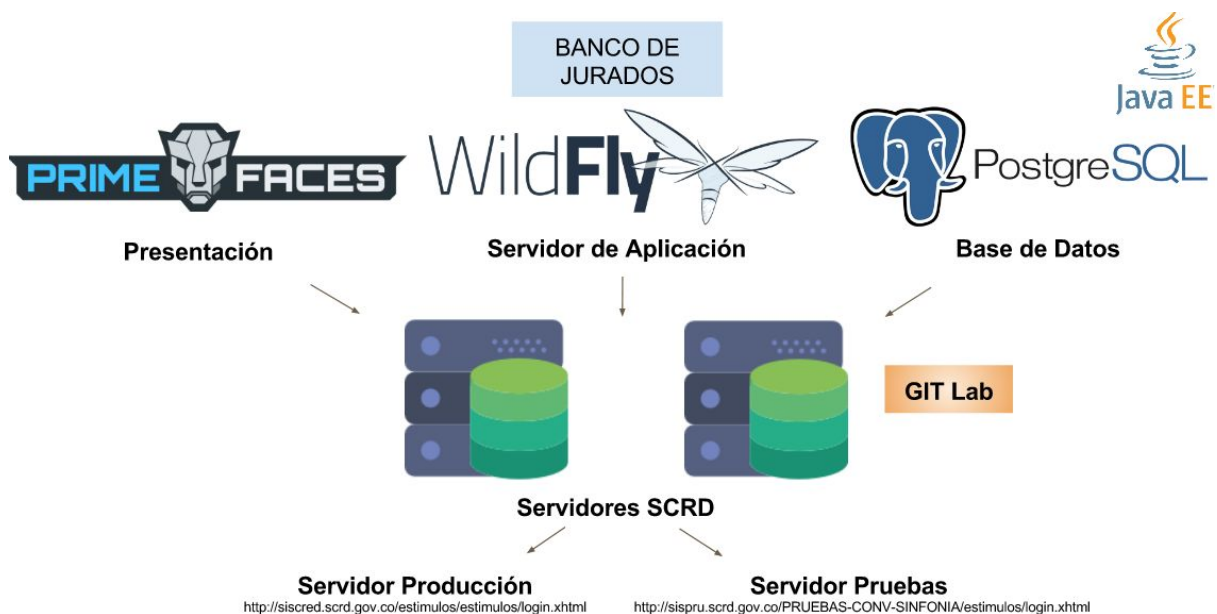 BANCO DE
JURADOS
Java EE
PRIME FACES
WildFly
PostgreSQL
Presentación
Servidor de Aplicación
Base de Datos
GIT Lab
Servidores SCRD
Servidor Producción
http://siscred.scrd.gov.co/estimulos/estimulos/login.xhtml
Servidor Pruebas
http://sispru.scrd.gov.co/PRUEBAS-CONV-SINFONIA/estimulos/login.xhtml